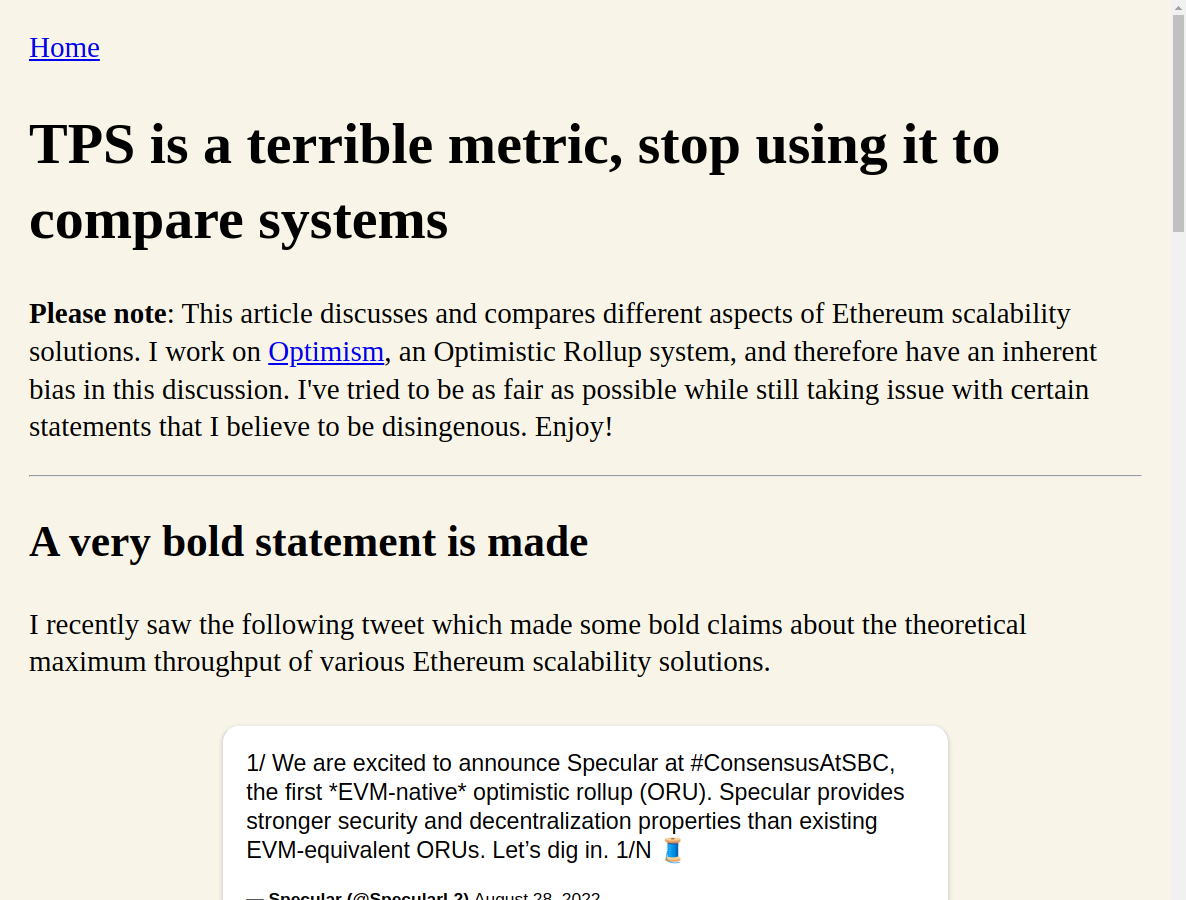 Home
TPS is a terrible metric, stop using it to
compare systems
Please note: This article discusses and compares different aspects of Ethereum scalability
solutions. I work on Optimism, an Optimistic Rollup system, and therefore have an inherent
bias in this discussion. I've tried to be as fair as possible while still taking issue with certain
statements that I believe to be disingenous. Enjoy!
A very bold statement is made
I recently saw the following tweet which made some bold claims about the theoretical
maximum throughput of various Ethereum scalability solutions.
1/ We are excited to announce Specular at #ConsensusAtSBC,
the first *EVM-native* optimistic rollup (ORU). Specular provides
stronger security and decentralization properties than existing
EVM-equivalent ORUs. Let’s dig in. 1/N 🧵
— Specular (@SpecularL2) August 28, 2022